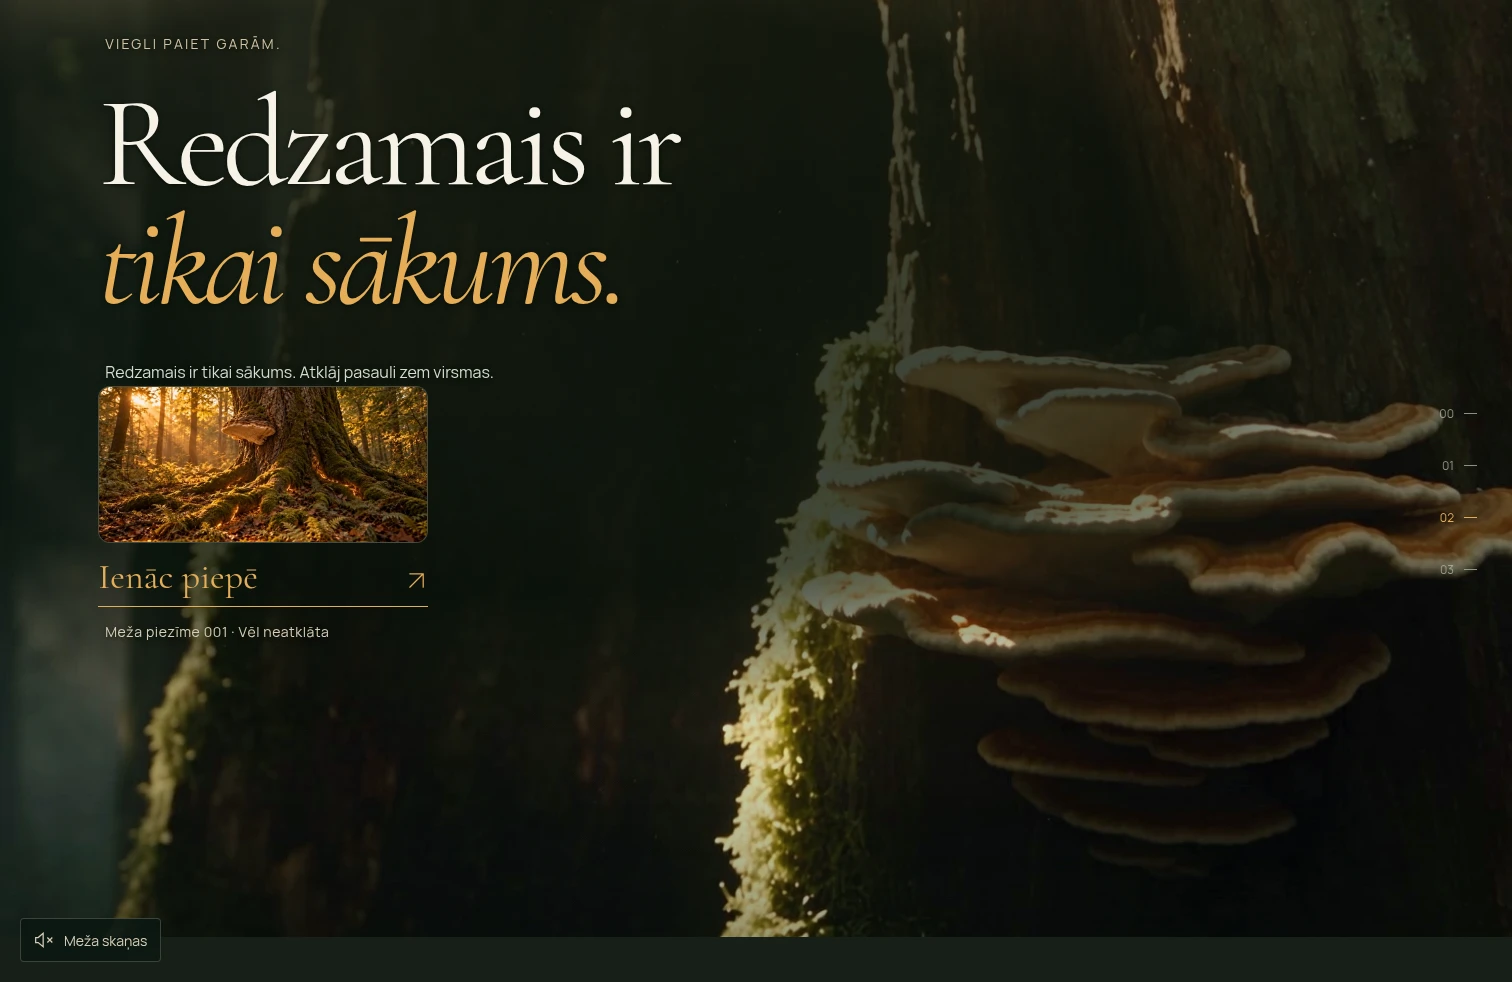 VIEGLI PAIET GARĀM.
Redzamais ir
tikai sākums.
Redzamais ir tikai sākums. Atklāj pasauli zem virsmas.
Ienāc piepē
Meža piezīme 001 · Vēl neatklāta
00
01
02
03
Meža skaņas